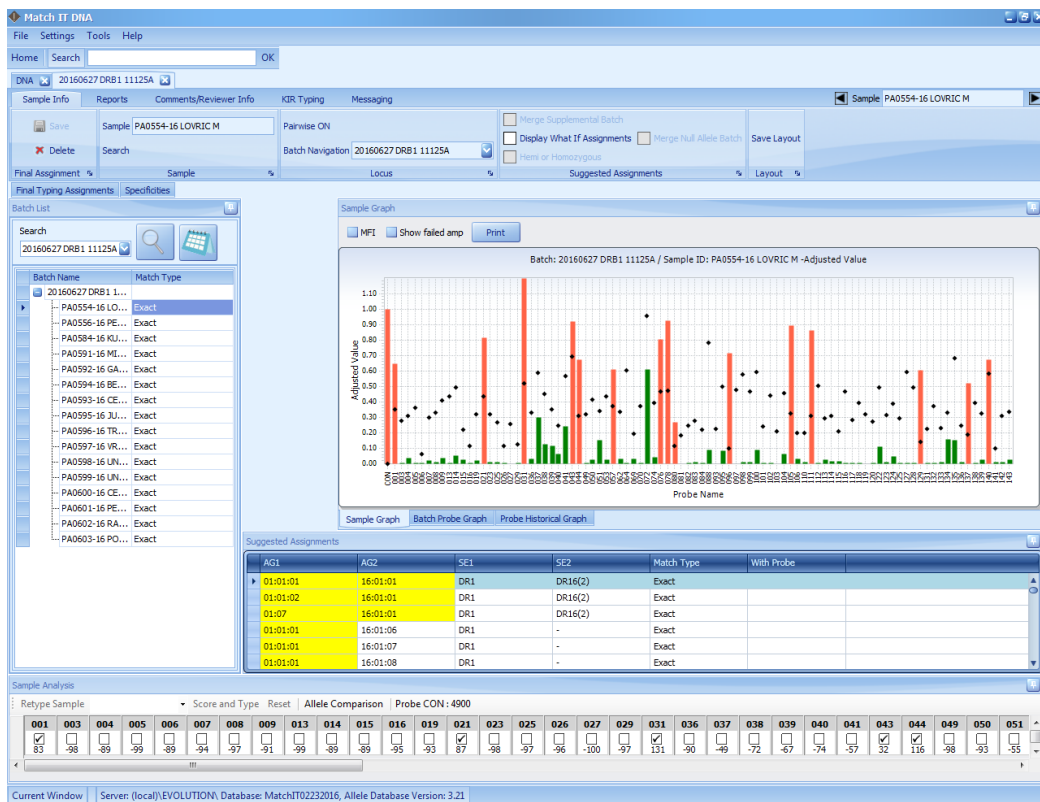 Match IT DNA
File Settings Tools Help
Home Search OK
DNA 20160627 DRB1 11125A
Sample Info Reports Comments/Reviewer Info KIR Typing Messaging Sample PA0554-16 LOVRIC M
Save Sample PA0554-16 LOVRIC M Pairwise ON Merge Supplemental Batch
Display What If Assignments Merge Null Allele Batch Save Layout
Delete Search Batch Navigation 20160627 DRB1 11125A Hemi or Homozygous
Final Assignment Sample Locus Suggested Assignments Layout
Final Typing Assignments Specificities
Batch List
Search
20160627 DRB1 11125A
Batch Name Match Type
20160627 DRB1 1...
PA0554-16 LO... Exact
PA0556-16 PE... Exact
PA0584-16 KU... Exact
PA0591-16 MI... Exact
PA0592-16 GA... Exact
PA0594-16 BE... Exact
PA0593-16 CE... Exact
PA0595-16 JU... Exact
PA0596-16 TR... Exact
PA0597-16 VR... Exact
PA0598-16 UN... Exact
PA0599-16 UN... Exact
PA0600-16 CE... Exact
PA0601-16 PE... Exact
PA0602-16 RA... Exact
PA0603-16 PO... Exact
Sample Graph
MFI Show failed amp Print
Batch: 20160627 DRB1 11125A / Sample ID: PA0554-16 LOVRIC M -Adjusted Value
Adjusted Value
1.10
1.00
0.90
0.80
0.70
0.60
0.50
0.40
0.30
0.20
0.10
0.00
CON
Probe Name
Sample Graph Batch Probe Graph Probe Historical Graph
Suggested Assignments
AG1 AG2 SE1 SE2 Match Type With Probe
01:01:01 16:01:01 DR1 DR16(2) Exact
01:01:02 16:01:01 DR1 DR16(2) Exact
01:07 16:01:01 DR1 DR16(2) Exact
01:01:01 16:01:06 DR1 - Exact
01:01:01 16:01:07 DR1 - Exact
01:01:01 16:01:08 DR1 - Exact
Sample Analysis
Retype Sample Score and Type Reset Allele Comparison Probe CON : 4900
001 003 004 005 006 007 008 009 013 014 015 016 019 021 023 025 026 027 029 031 036 037 038 039 040 041 043 044 049 050 051
83 -98 -89 -99 -89 -94 -97 -91 -99 -89 -89 -95 -93 87 -98 -97 -96 -100 -97 131 -90 -49 -72 -67 -74 -57 32 116 -98 -93 -55
Current Window Server: (local)\EVOLUTION\ Database: MatchIT02232016, Allele Database Version: 3.21